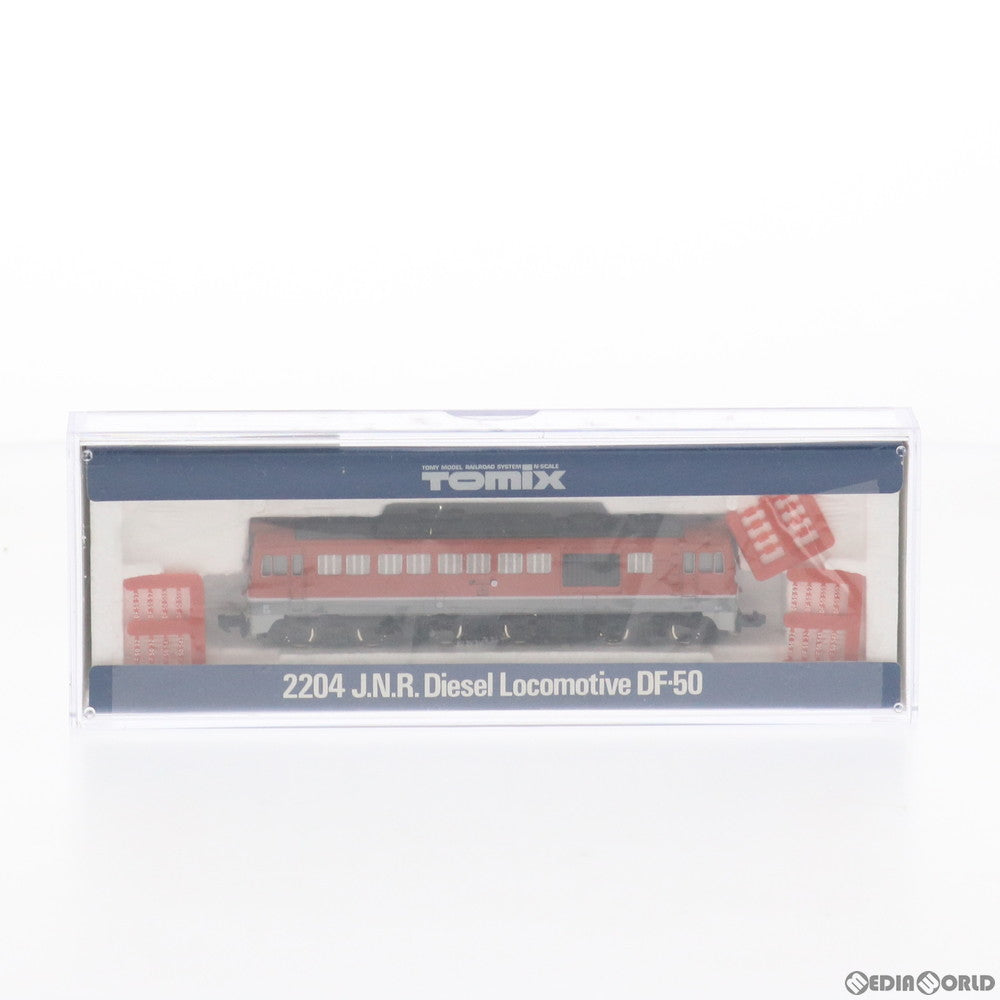 TOMY MODEL RAILROAD SYSTEM N-SCALE
TOMIX
2204 J.N.R. Diesel Locomotive DF-50
MEDIAWORLD